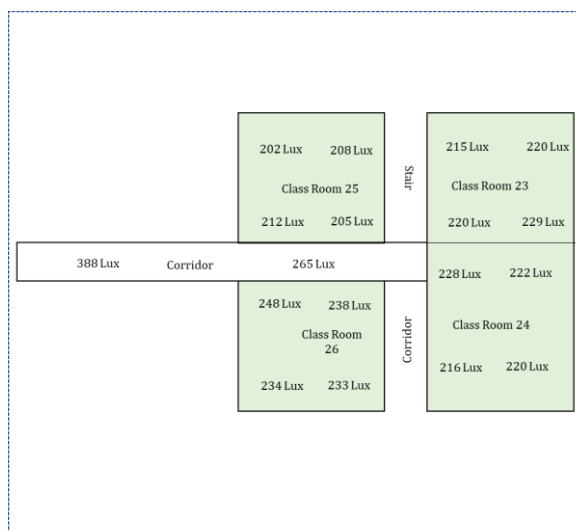 202 Lux 208 Lux
Class Room 25
212 Lux 205 Lux
Stair
215 Lux 220 Lux
Class Room 23
220 Lux 229 Lux
388 Lux Corridor 265 Lux
248 Lux 238 Lux
Class Room
26
234 Lux 233 Lux
Corridor
228 Lux 222 Lux
Class Room 24
216 Lux 220 Lux